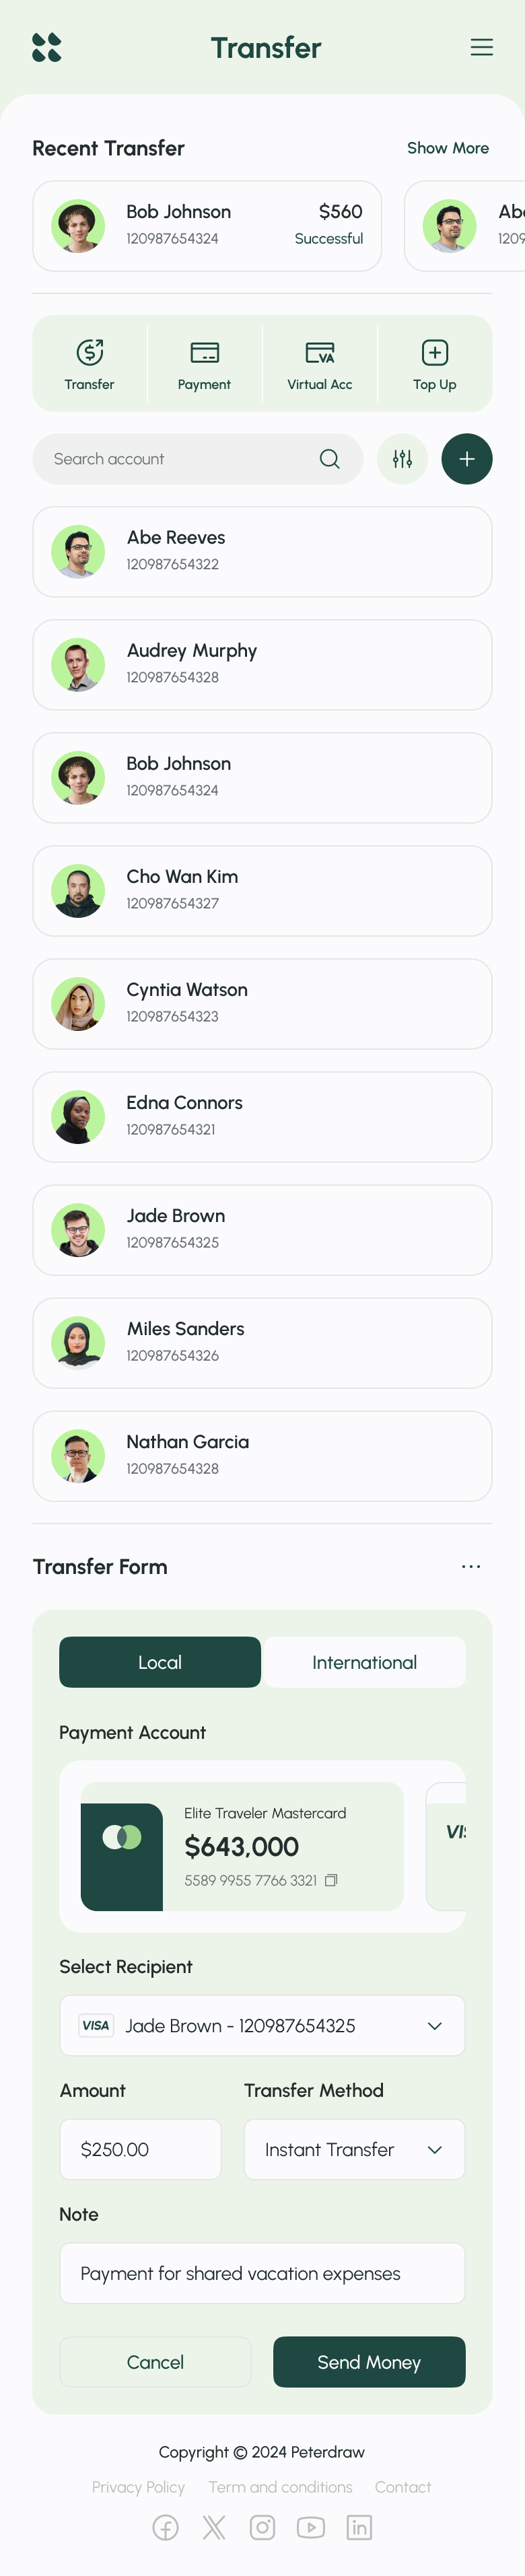 Transfer
Recent Transfer
Show More
Bob Johnson
$560
120987654324
Successful
Transfer
Payment
VA
Virtual Acc
Top Up
Search account
Abe Reeves
120987654322
Audrey Murphy
120987654328
Bob Johnson
120987654324
Cho Wan Kim
120987654327
Cyntia Watson
120987654323
Edna Connors
120987654321
Jade Brown
120987654325
Miles Sanders
120987654326
Nathan Garcia
120987654328
Transfer Form
Local
International
Payment Account
Elite Traveler Mastercard
$643,000
5589 9955 7766 3321
Select Recipient
VISA Jade Brown - 120987654325
Amount
Transfer Method
$250.00
Instant Transfer
Note
Payment for shared vacation expenses
Cancel
Send Money
Copyright © 2024 Peterdraw
Privacy Policy
Term and conditions
Contact